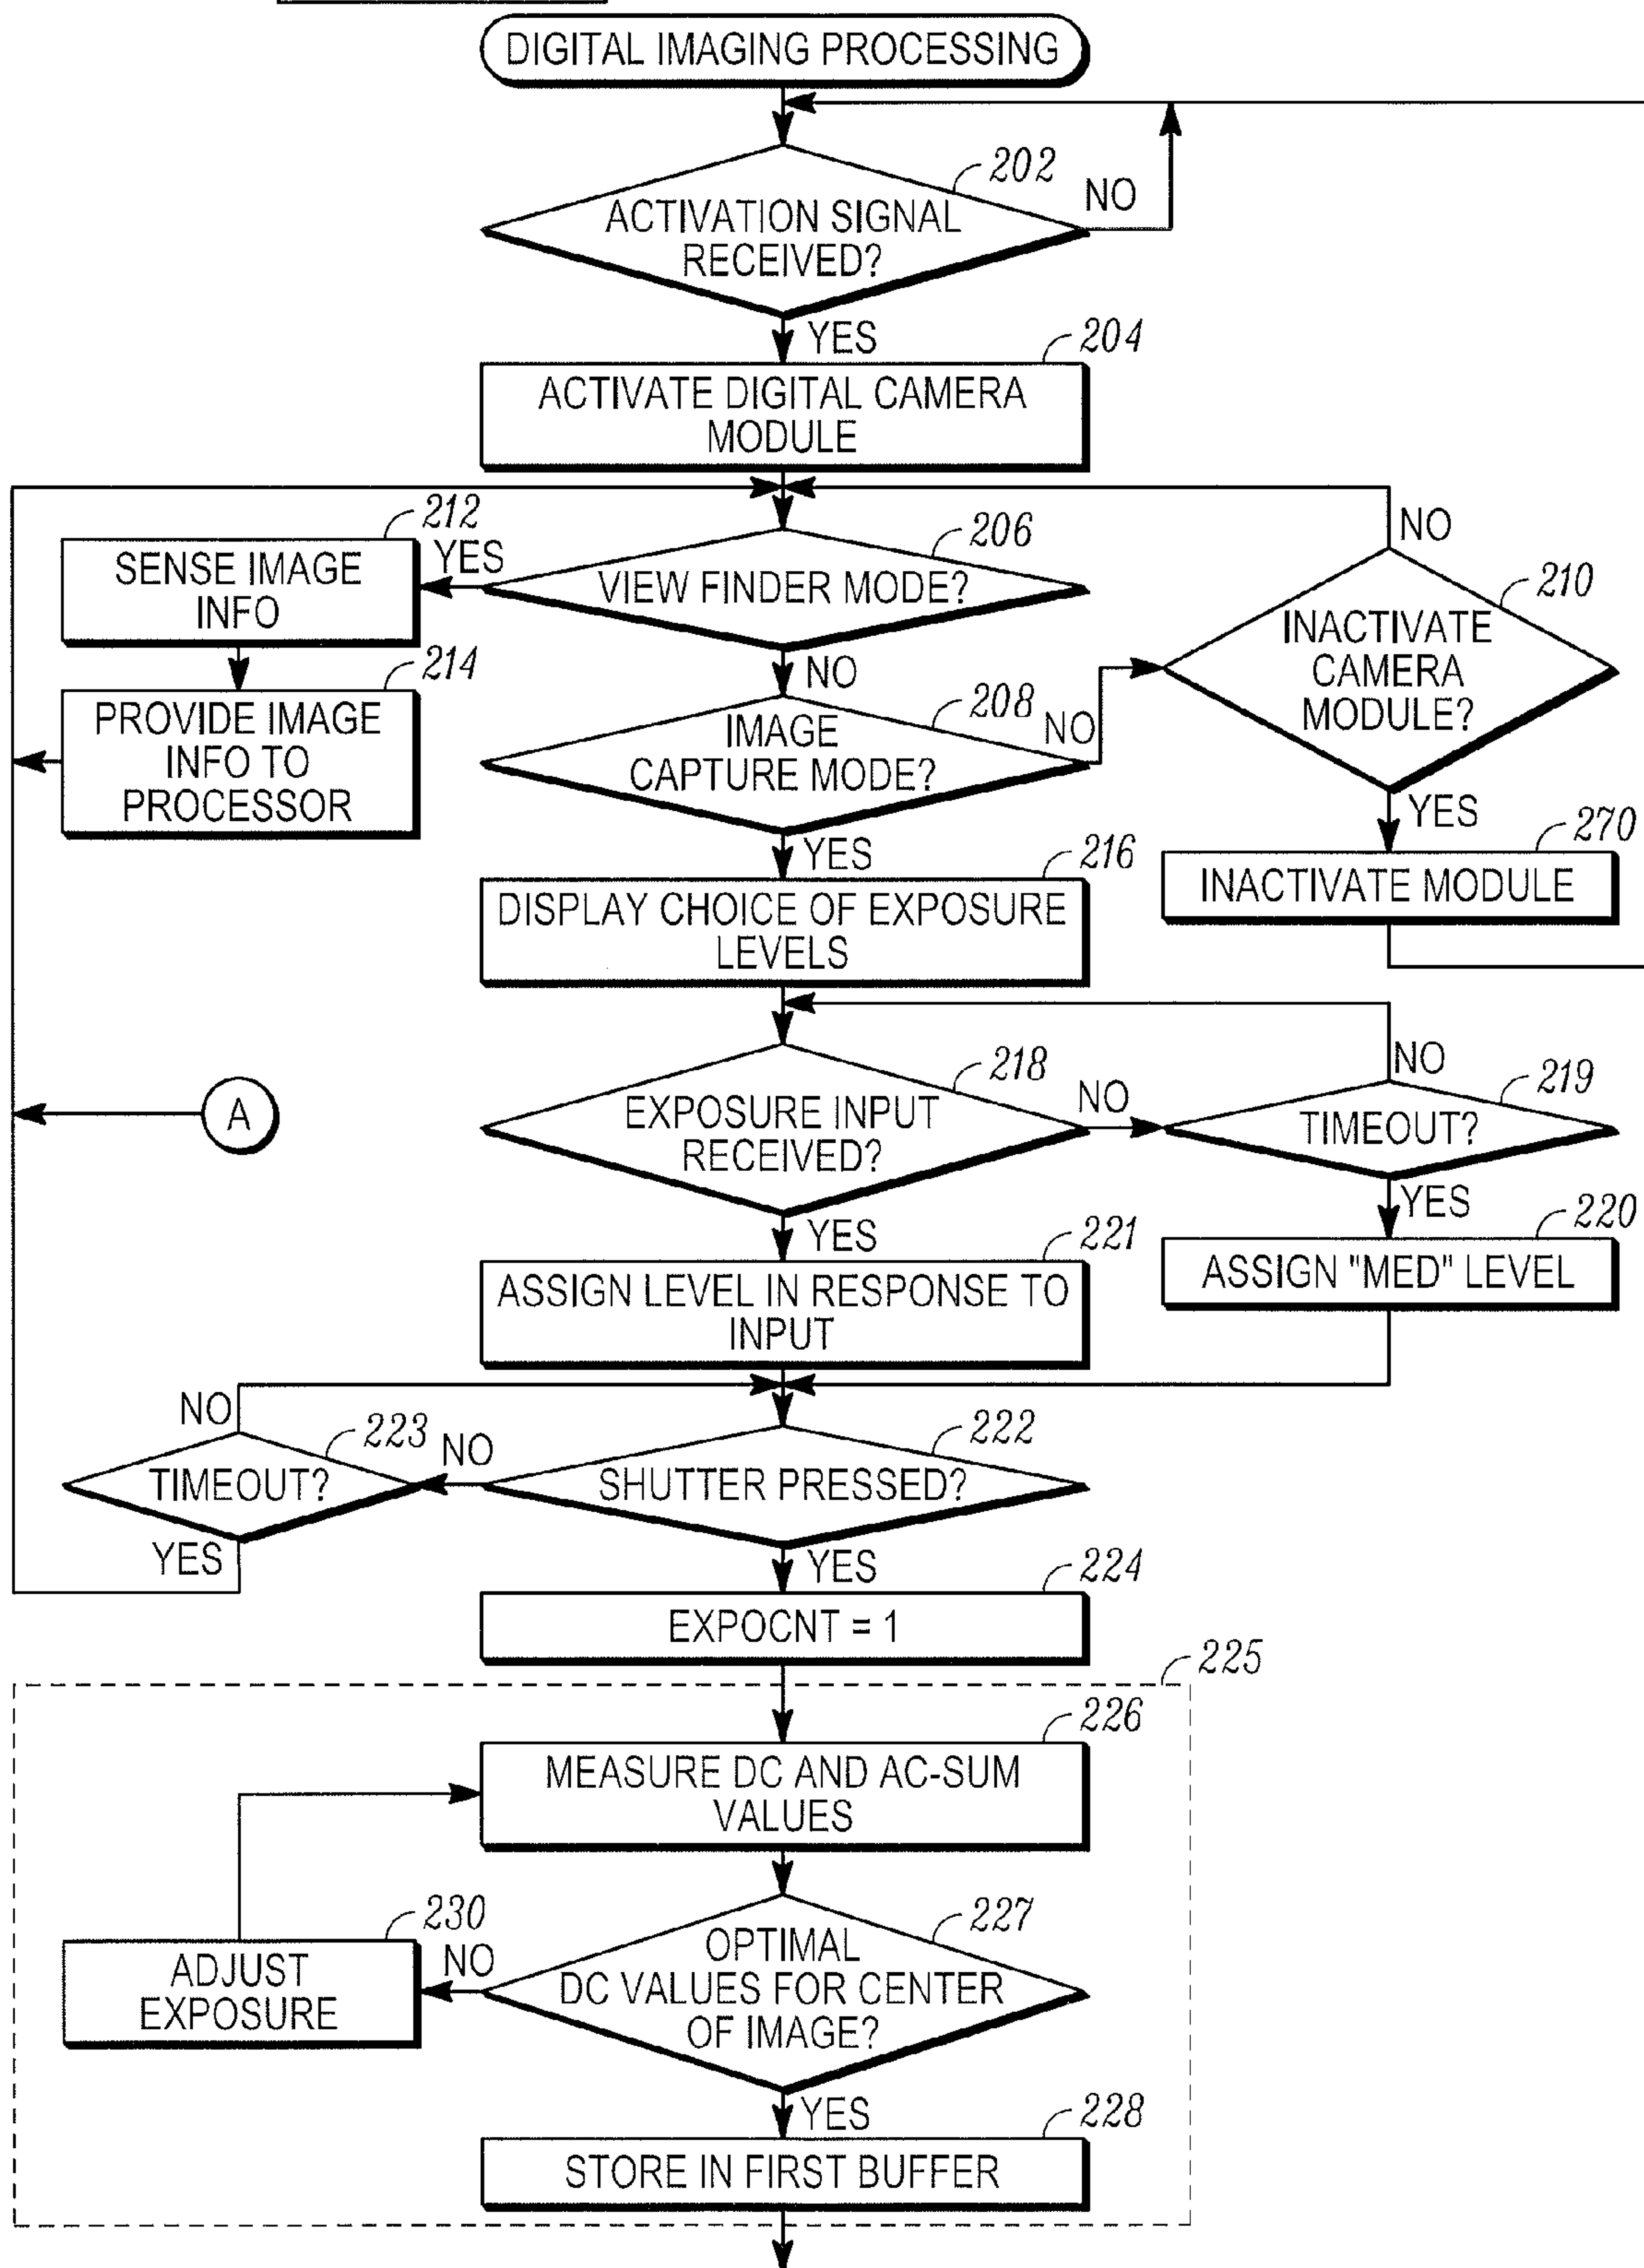 DIGITAL IMAGING PROCESSING
202
ACTIVATION SIGNAL
RECEIVED?
NO
YES
204
ACTIVATE DIGITAL CAMERA
MODULE
212
SENSE IMAGE
INFO
YES
206
VIEW FINDER MODE?
NO
NO
210
INACTIVATE
CAMERA
MODULE?
214
PROVIDE IMAGE
INFO TO
PROCESSOR
208
IMAGE
CAPTURE MODE?
NO
YES
YES
216
DISPLAY CHOICE OF EXPOSURE
LEVELS
270
INACTIVATE MODULE
A
218
EXPOSURE INPUT
RECEIVED?
NO
NO
219
TIMEOUT?
YES
YES
221
ASSIGN LEVEL IN RESPONSE TO
INPUT
220
ASSIGN "MED" LEVEL
NO
223
TIMEOUT?
NO
222
SHUTTER PRESSED?
YES
YES
224
EXPOCNT = 1
225
226
MEASURE DC AND AC-SUM
VALUES
230
ADJUST
EXPOSURE
NO
227
OPTIMAL
DC VALUES FOR CENTER
OF IMAGE?
YES
228
STORE IN FIRST BUFFER